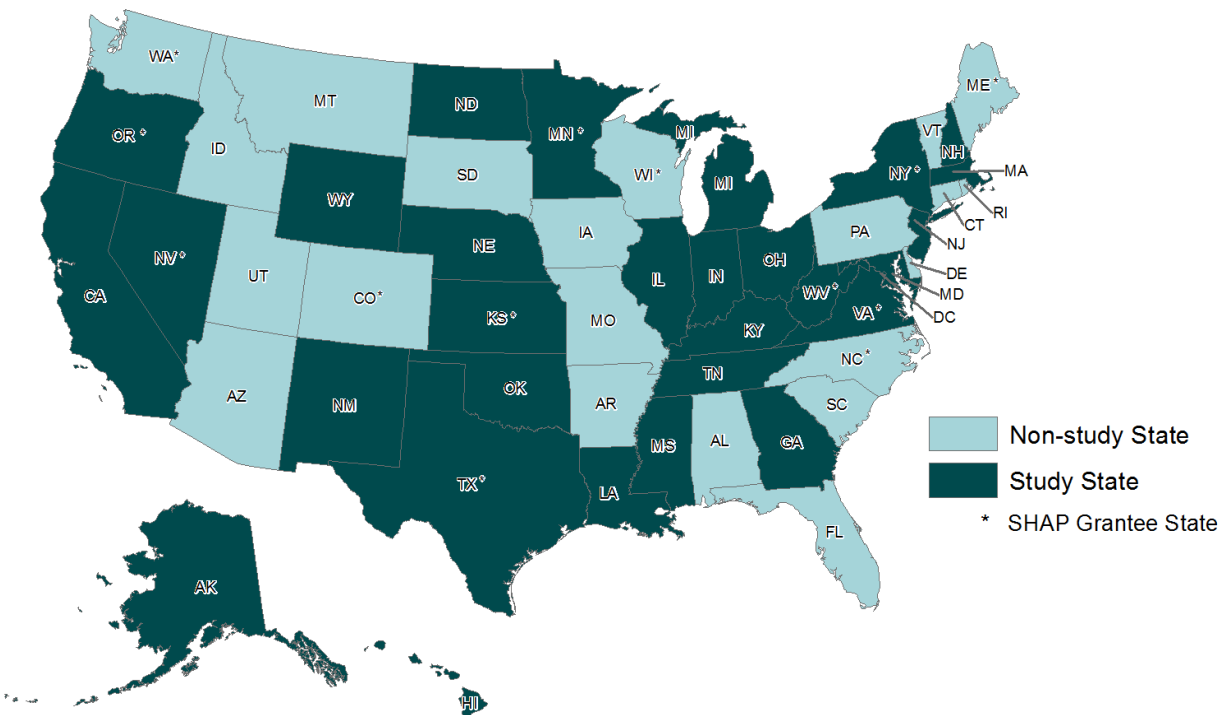 WA*
MT
ND
MN *
MI
ME *
VT
NH
OR *
ID
SD
WI*
NY *
MA
WY
MI
RI
CT
IA
PA
NJ
NE
NV *
UT
IL
IN
OH
DE
CA
CO*
WV *
MD
VA *
DC
KS *
MO
KY
NC *
TN
AZ
NM
OK
AR
SC
MS
AL
GA
Non-study State
TX *
LA
Study State
* SHAP Grantee State
FL
AK
HI